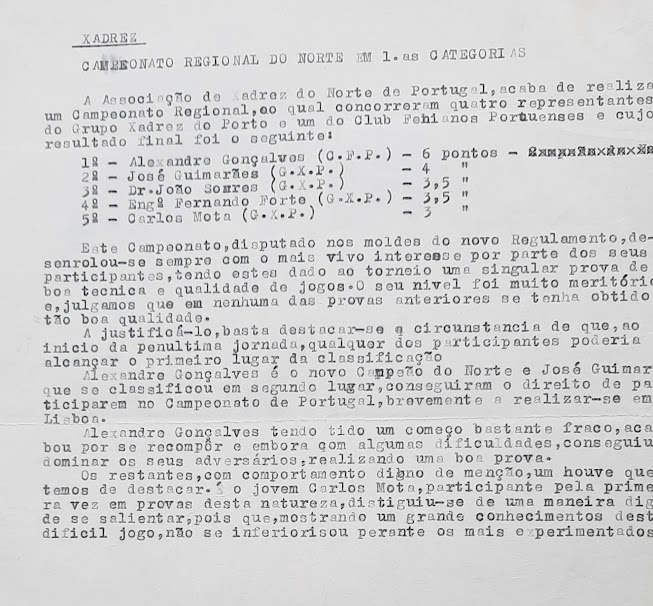 XADREZ
CAMPEONATO REGIONAL DO NORTE EM 1.as CATEGORIAS
A Associação de Xadrez do Norte de Portugal,acaba de realiza
um Campeonato Regional,ao qual concorreram quatro representantes
do Grupo Xadrez do Porto e um do Club Fenianos Portuenses e cujo
resultado final foi o seguinte:
1º - Alexandre Gonçalves (C.F.P.) - 6 pontos -
2º - José Guimarães (G.X.P.) - 4 "
3º - Dr.João Soares (G.X.P.) - 3,5 "
4º - Engº Fernando Forte (G.X.P.) - 3,5 "
5º - Carlos Mota (G.X.P.) - 3 "
Este Campeonato,disputado nos moldes do novo Regulamento,de-
senrolou-se sempre com o mais vivo interesse por parte dos seus
participantes,tendo estes dado ao torneio uma singular prova de
boa tecnica e qualidade de jogos.O seu nivel foi muito meritório
e,julgamos que em nenhuma das provas anteriores se tenha obtido
tão boa qualidade.
A justificá-lo,basta destacar-se a circunstancia de que,ao
inicio da penultima jornada,qualquer dos participantes poderia
alcançar o primeiro lugar da classificação
Alexandre Gonçalves é o novo Campeão do Norte e José Guimar
que se classificou em segundo lugar,conseguiram o direito de pa
ticiparem no Campeonato de Portugal,brevemente a realizar-se em
Lisboa.
Alexandre Gonçalves tendo tido um começo bastante fraco,aca
bou por se recompôr e embora com algumas dificuldades,conseguiu
dominar os seus adversários,realizando uma boa prova.
Os restantes,com comportamento digno de menção,um houve que
temos de destacar. o jovem Carlos Mota,participante pela prime
ra vez em provas desta natureza,distiguiu-se de uma maneira dig
de se salientar,pois que,mostrando um grande conhecimentos dest
dificil jogo,não se inferiorisou perante os mais experimentados